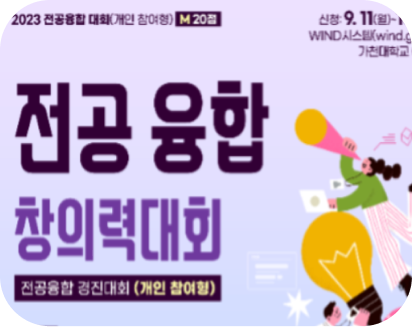 2023 전공융합 대회(개인 참여형) M 20점
신청: 9. 11(월)~
WIND시스템(wind.g
가천대학교
전공 융합
창의력대회
전공융합 경진대회 (개인 참여형)